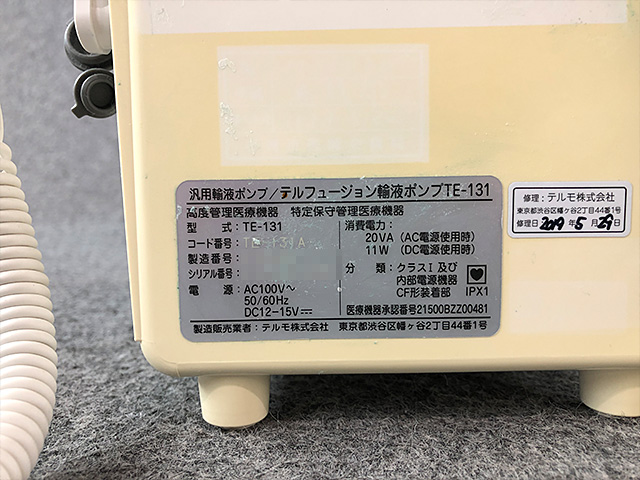 汎用輸液ポンプ／テルフュージョン輸液ポンプTE-131
高度管理医療機器 特定保守管理医療機器
型 式： TE-131
コード番号：
製造番号：
シリアル番号：
電 源： AC100V～
50/60Hz
DC12-15V
消費電力：
20VA (AC電源使用時)
11W (DC電源使用時)
分 類： クラスⅠ及び
内部電源機器
CF形装着部 IPX1
医療機器承認番号21500BZZ00481
製造販売業者：テルモ株式会社 東京都渋谷区幡ヶ谷2丁目44番1号
修理：テルモ株式会社
東京都渋谷区幡ヶ谷2丁目44番1号
修理日 2019年5月29日